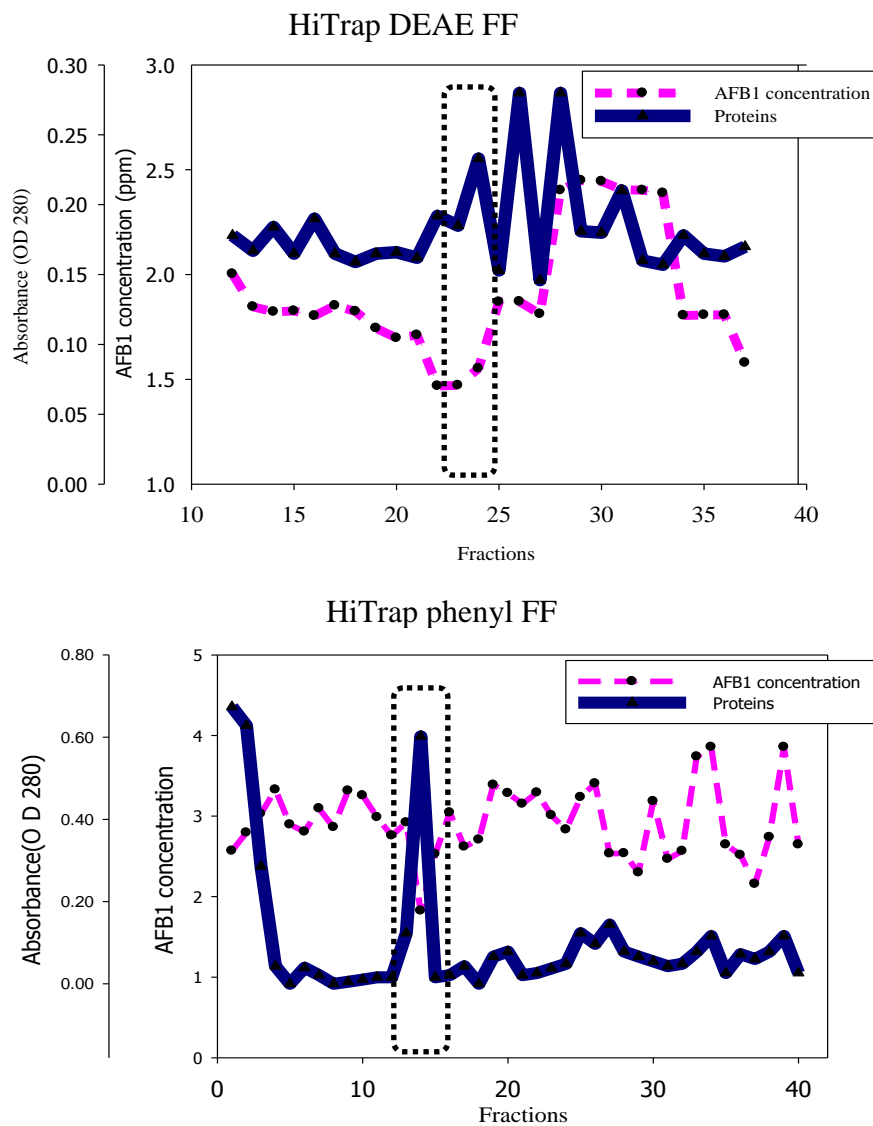 HiTrap DEAE FF
Absorbance (OD 280)
0.30
0.25
0.20
0.15
0.10
0.05
0.00
AFB1 concentration (ppm)
3.0
2.5
2.0
1.5
1.0
AFB1 concentration
Proteins
10 15 20 25 30 35 40
Fractions
HiTrap phenyl FF
Absorbance(O D 280)
0.80
0.60
0.40
0.20
0.00
AFB1 concentration
5
4
3
2
1
0
AFB1 concentration
Proteins
0 10 20 30 40
Fractions